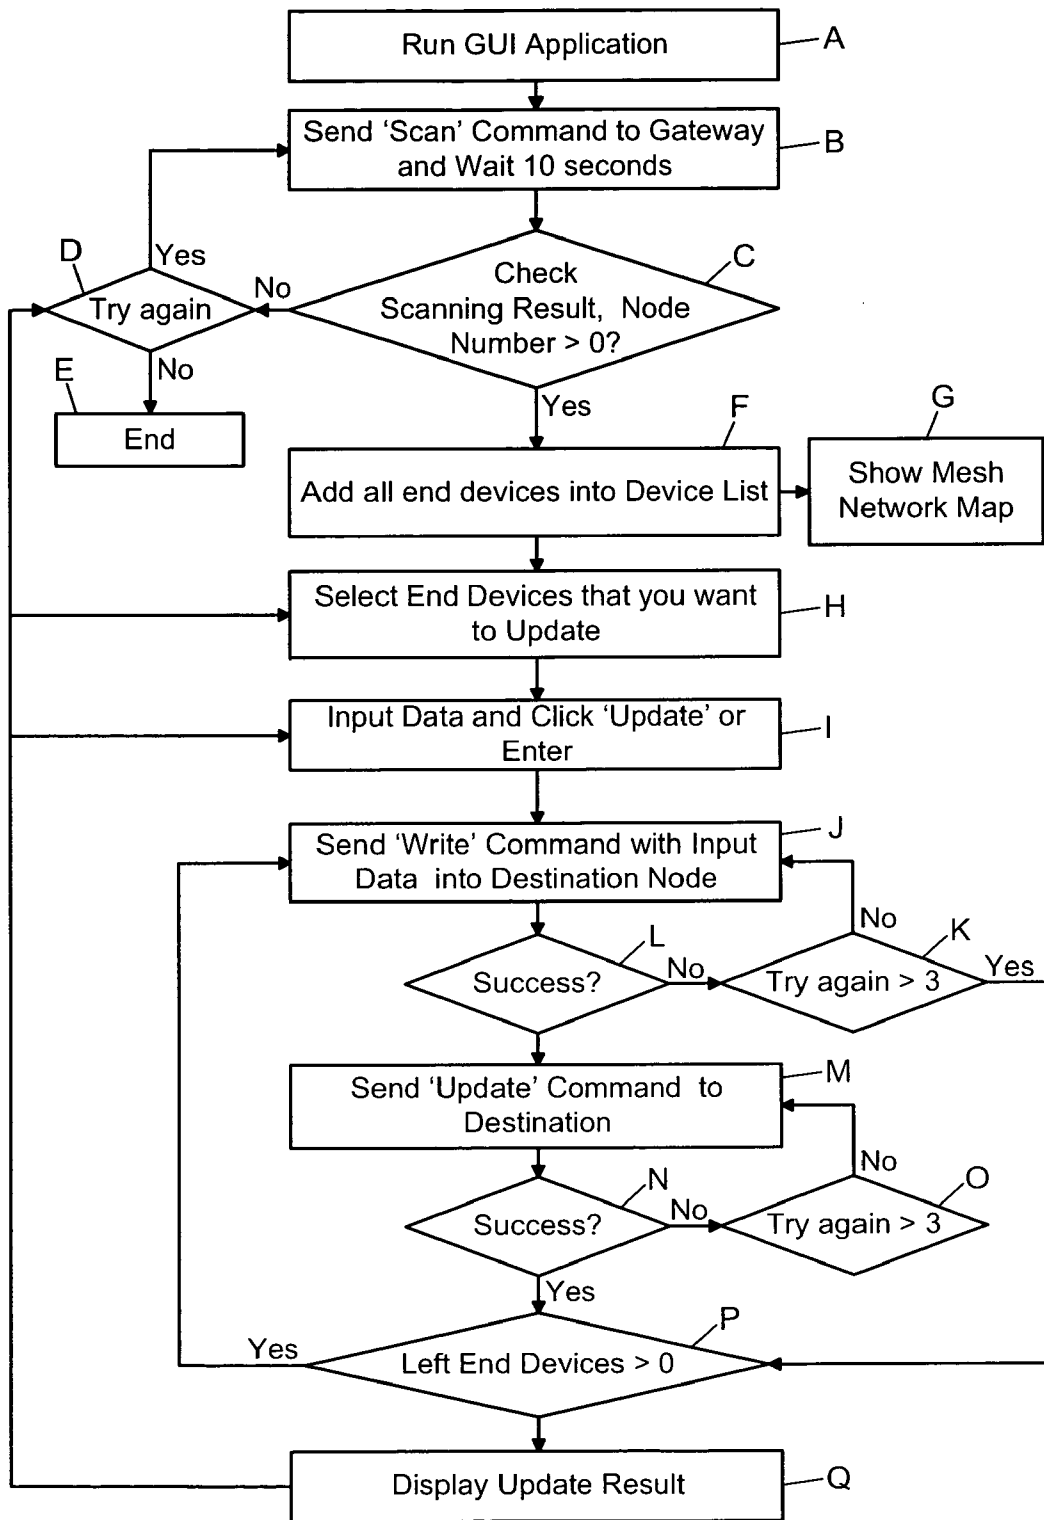 Run GUI Application
A
Send ‘Scan’ Command to Gateway
and Wait 10 seconds
B
D
Yes
C
Check
Scanning Result, Node
Number > 0?
No
Try again
E
No
End
Yes
F
G
Add all end devices into Device List
Show Mesh
Network Map
Select End Devices that you want
to Update
H
Input Data and Click ‘Update’ or
Enter
I
Send ‘Write’ Command with Input
Data into Destination Node
J
No
L
K
Success?
No
Try again > 3
Yes
Send ‘Update’ Command to
Destination
M
No
N
O
Success?
No
Try again > 3
Yes
P
Yes
Left End Devices > 0
Display Update Result
Q